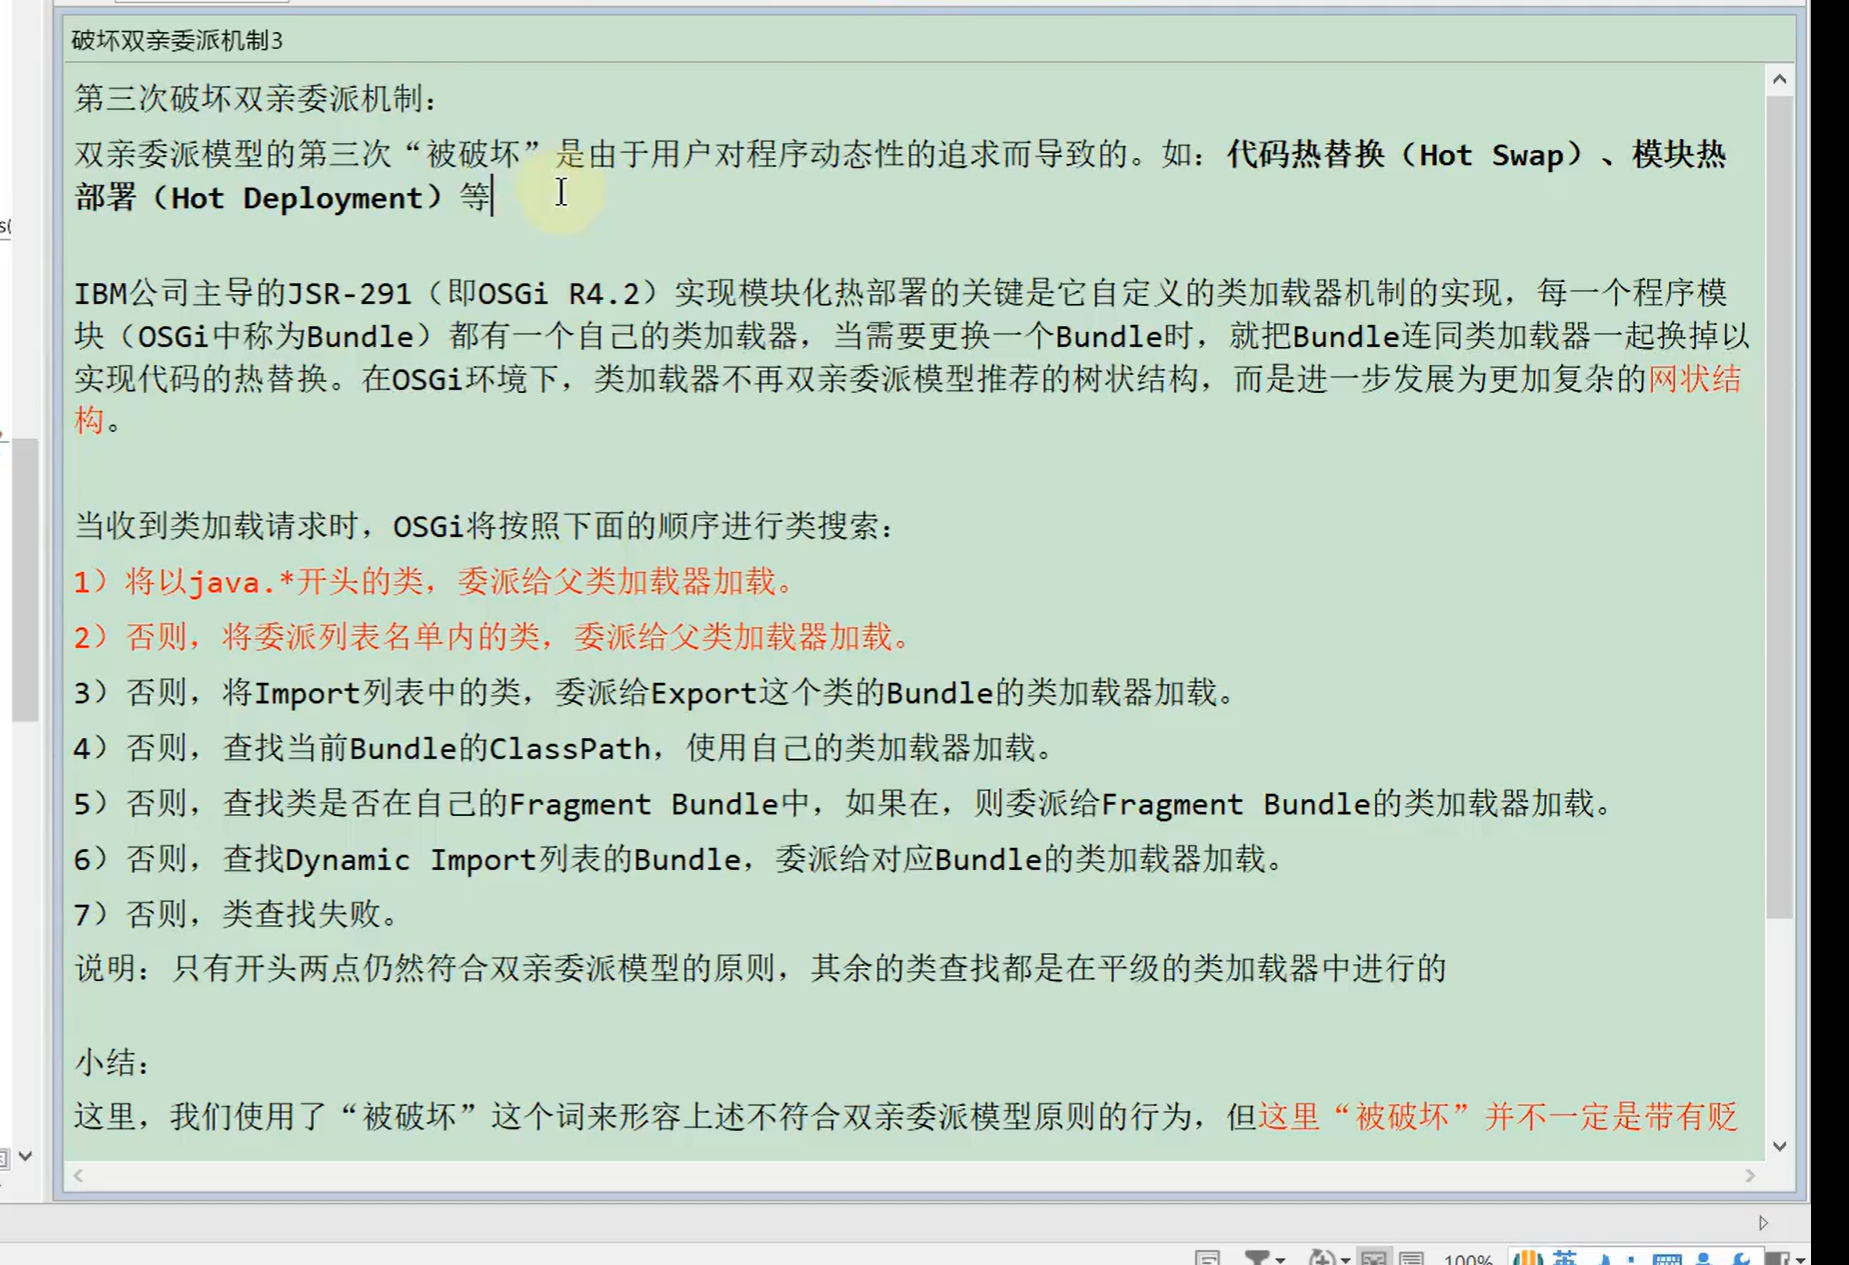 破坏双亲委派机制3
第三次破坏双亲委派机制：
双亲委派模型的第三次“被破坏”是由于用户对程序动态性的追求而导致的。如：代码热替换（Hot Swap）、模块热
部署（Hot Deployment）等
IBM公司主导的JSR-291（即OSGi R4.2）实现模块化热部署的关键是它自定义的类加载器机制的实现，每一个程序模
块（OSGi中称为Bundle）都有一个自己的类加载器，当需要更换一个Bundle时，就把Bundle连同类加载器一起换掉以
实现代码的热替换。在OSGi环境下，类加载器不再双亲委派模型推荐的树状结构，而是进一步发展为更加复杂的网状结
构。
当收到类加载请求时，OSGi将按照下面的顺序进行类搜索：
1）将以java.*开头的类，委派给父类加载器加载。
2）否则，将委派列表名单内的类，委派给父类加载器加载。
3）否则，将Import列表中的类，委派给Export这个类的Bundle的类加载器加载。
4）否则，查找当前Bundle的ClassPath，使用自己的类加载器加载。
5）否则，查找类是否在自己的Fragment Bundle中，如果在，则委派给Fragment Bundle的类加载器加载。
6）否则，查找Dynamic Import列表的Bundle，委派给对应Bundle的类加载器加载。
7）否则，类查找失败。
说明：只有开头两点仍然符合双亲委派模型的原则，其余的类查找都是在平级的类加载器中进行的
小结：
这里，我们使用了“被破坏”这个词来形容上述不符合双亲委派模型原则的行为，但这里“被破坏”并不一定是带有贬
s(
100%
英